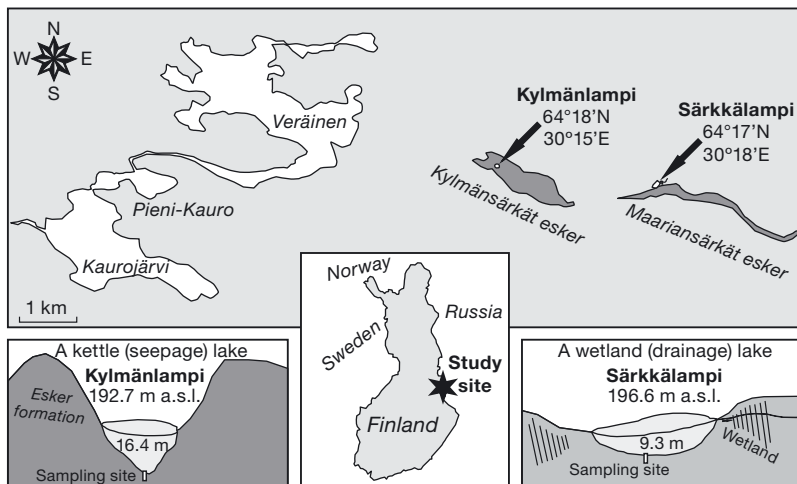 N
W E
S
Veräinen
Pieni-Kauro
Kaurojärvi
1 km
Kylmänlampi
64°18'N
30°15'E
Kylmänsärkät esker
Särkkälampi
64°17'N
30°18'E
Maariansärkät esker
Norway
Sweden
Russia
Study
site
Finland
A kettle (seepage) lake
Kylmänlampi
192.7 m a.s.l.
Esker
formation
16.4 m
Sampling site
A wetland (drainage) lake
Särkkälampi
196.6 m a.s.l.
9.3 m
Wetland
Sampling site